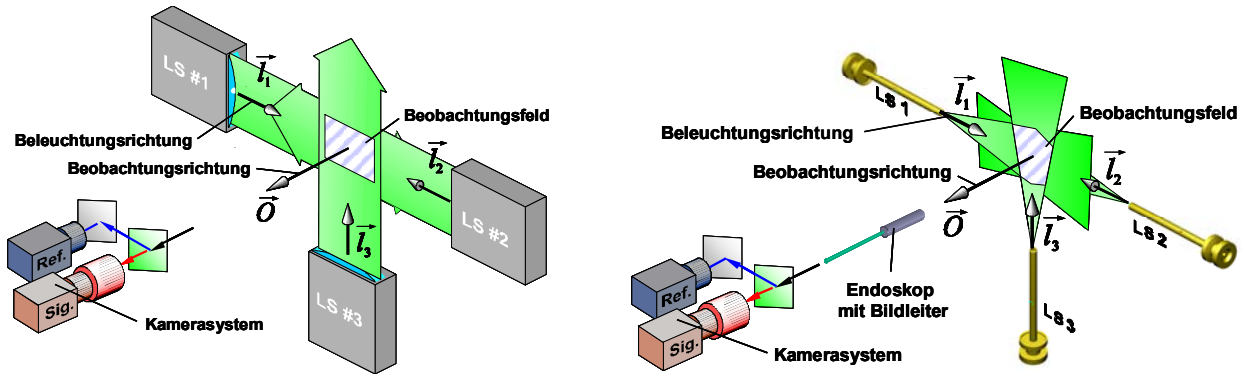 LS #1
l₁
Beleuchtungsrichtung
Beobachtungsrichtung
Beobachtungsfeld
l₂
O
LS #2
l₃
LS #3
Ref.
Sig.
Kamerasystem
LS 1
l₁
Beleuchtungsrichtung
Beobachtungsrichtung
Beobachtungsfeld
l₂
O
LS 2
l₃
LS 3
Endoskop
mit Bildleiter
Ref.
Sig.
Kamerasystem